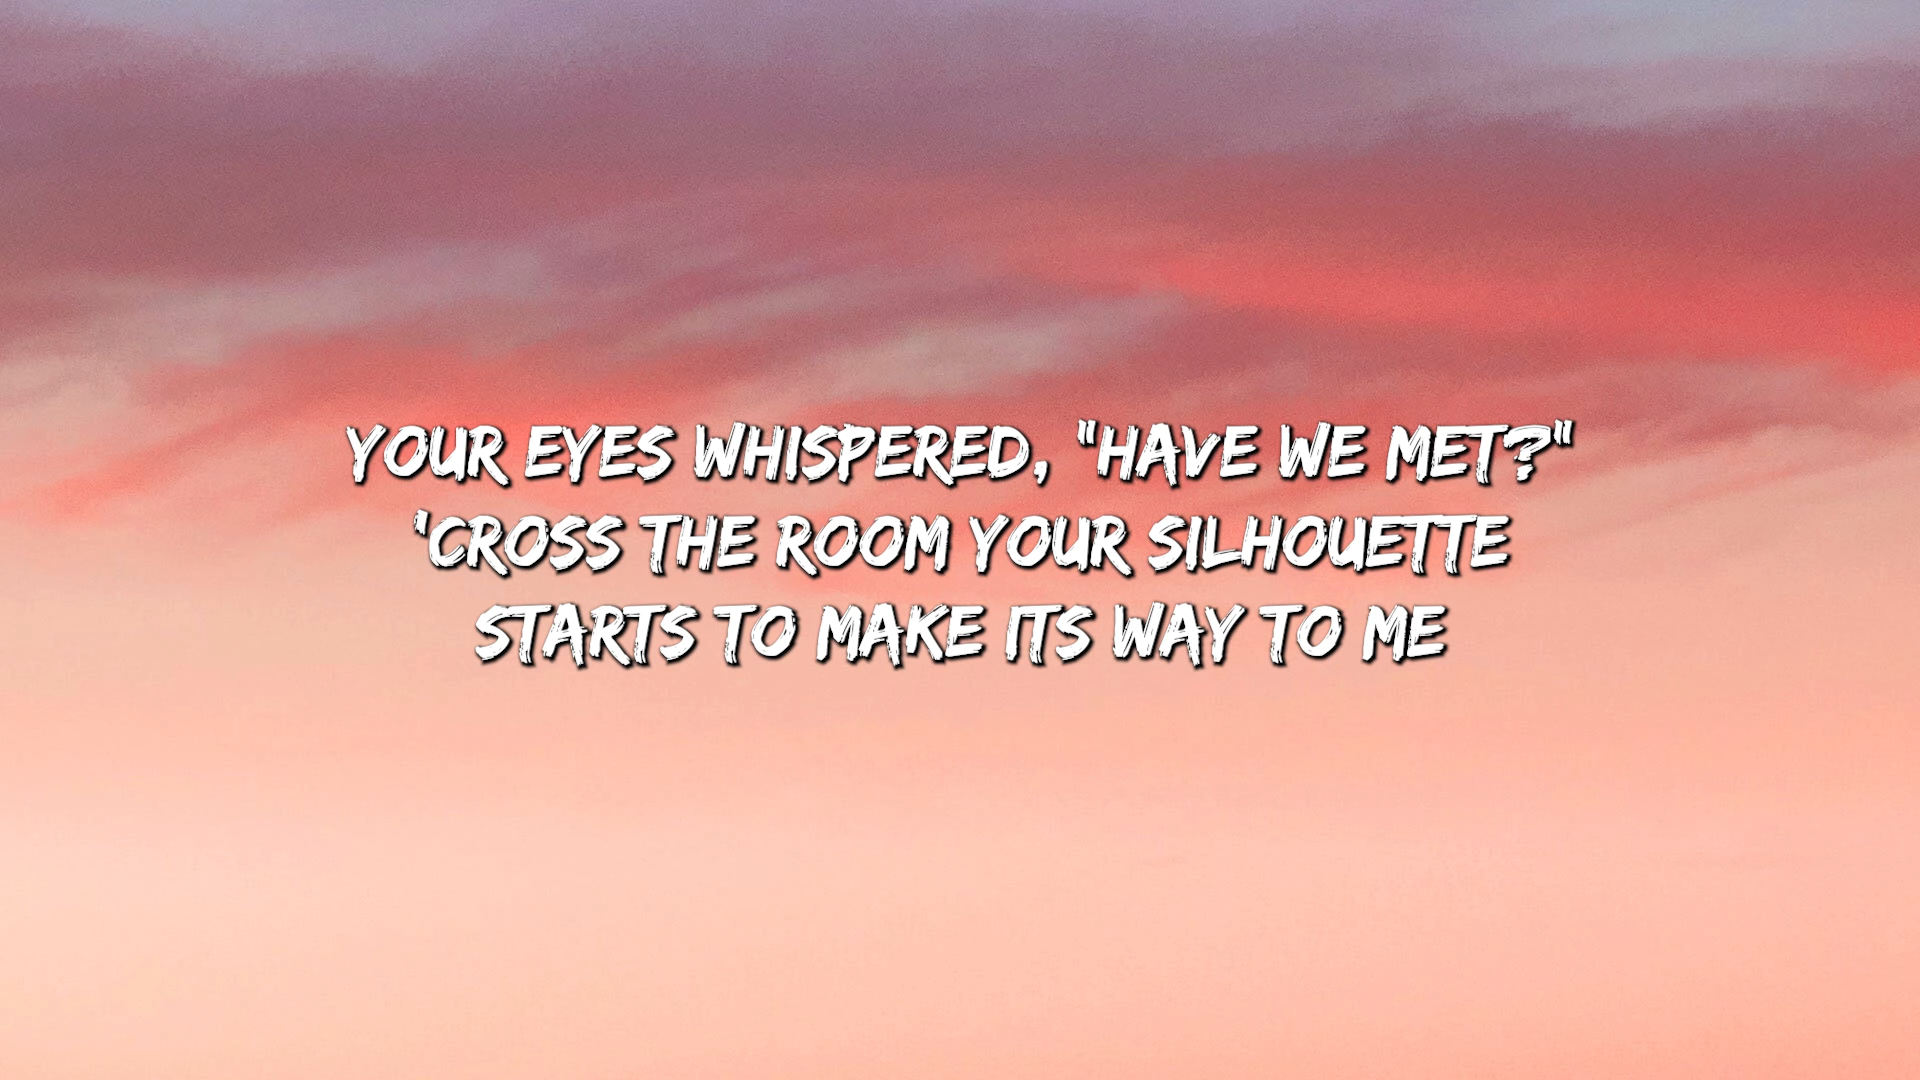 YOUR EYES WHISPERED, "HAVE WE MET?"
'CROSS THE ROOM YOUR SILHOUETTE
STARTS TO MAKE ITS WAY TO ME